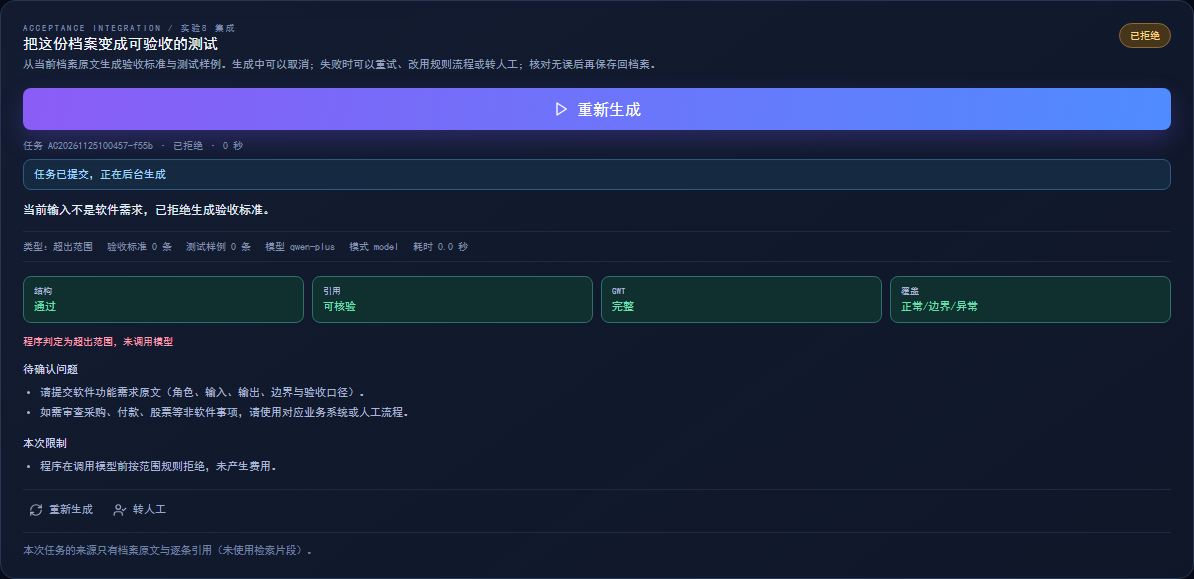 ACCEPTANCE INTEGRATION / 实验8 集成
把这份档案变成可验收的测试
已拒绝
从当前档案原文生成验收标准与测试样例。生成中可以取消；失败时可以重试、改用规则流程或转人工；核对无误后再保存回档案。
重新生成
任务 AC20261125100457-f55b · 已拒绝 · 0 秒
任务已提交，正在后台生成
当前输入不是软件需求，已拒绝生成验收标准。
类型：超出范围 验收标准 0 条 测试样例 0 条 模型 qwen-plus 模式 model 耗时 0.0 秒
结构
通过
引用
可核验
GWT
完整
覆盖
正常/边界/异常
程序判定为超出范围，未调用模型
待确认问题
• 请提交软件功能需求原文（角色、输入、输出、边界与验收口径）。
• 如需审查采购、付款、股票等非软件事项，请使用对应业务系统或人工流程。
本次限制
• 程序在调用模型前按范围规则拒绝，未产生费用。
重新生成 转人工
本次任务的来源只有档案原文与逐条引用（未使用检索片段）。